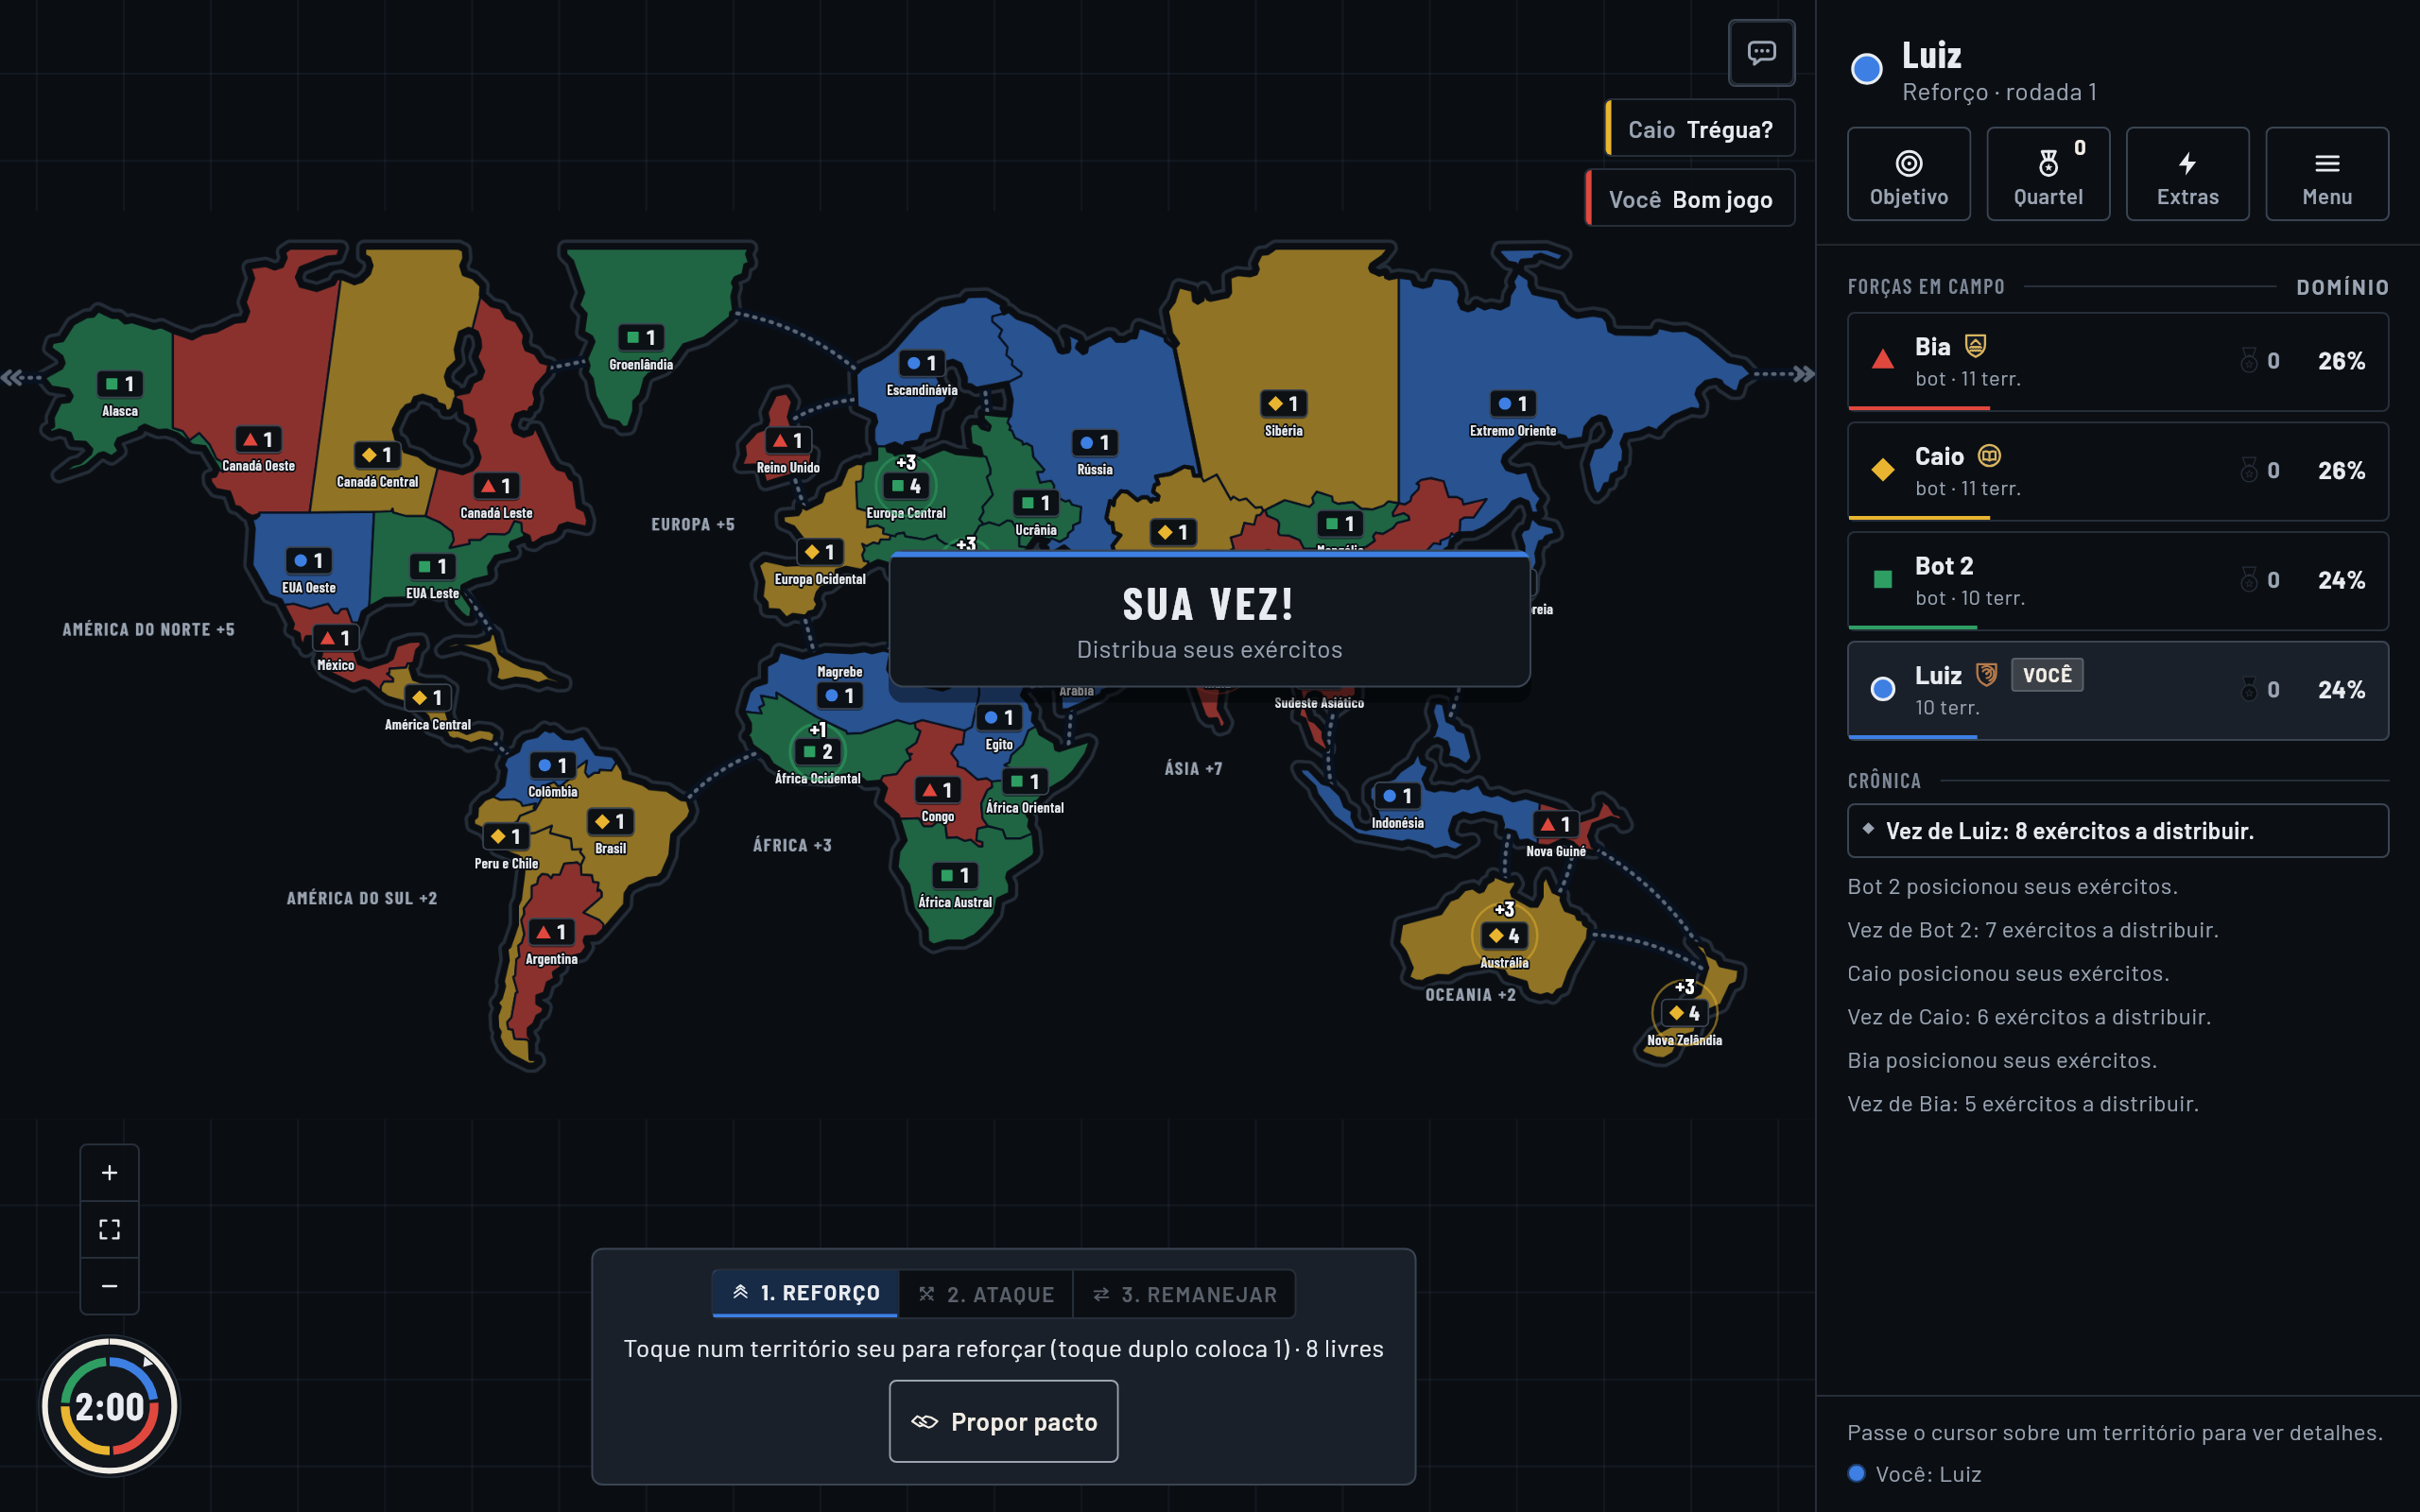 Caio Trégua?
Você Bom jogo
1
Alasca
1
Canadá Oeste
1
Canadá Central
1
Canadá Leste
1
Groenlândia
1
EUA Oeste
1
EUA Leste
1
México
1
América Central
AMÉRICA DO NORTE +5
1
Colômbia
1
Peru e Chile
1
Brasil
1
Argentina
AMÉRICA DO SUL +2
1
Escandinávia
1
Reino Unido
+3
4
Europa Central
1
Ucrânia
1
Rússia
1
Europa Ocidental
+3
EUROPA +5
1
Sibéria
1
Extremo Oriente
1
1
SUA VEZ!
Distribua seus exércitos
Arábia
Sudeste Asiático
ÁSIA +7
Magrebe
1
1
Egito
+1
2
África Ocidental
1
Congo
1
África Oriental
1
África Austral
ÁFRICA +3
1
Indonésia
1
Nova Guiné
+3
4
Austrália
OCEANIA +2
+3
4
Nova Zelândia
+
−
2:00
1. REFORÇO
2. ATAQUE
3. REMANEJAR
Toque num território seu para reforçar (toque duplo coloca 1) · 8 livres
Propor pacto
Luiz
Reforço · rodada 1
Objetivo
0
Quartel
Extras
Menu
FORÇAS EM CAMPO DOMÍNIO
Bia 0 26%
bot · 11 terr.
Caio 0 26%
bot · 11 terr.
Bot 2 0 24%
bot · 10 terr.
Luiz VOCÊ 0 24%
10 terr.
CRÔNICA
Vez de Luiz: 8 exércitos a distribuir.
Bot 2 posicionou seus exércitos.
Vez de Bot 2: 7 exércitos a distribuir.
Caio posicionou seus exércitos.
Vez de Caio: 6 exércitos a distribuir.
Bia posicionou seus exércitos.
Vez de Bia: 5 exércitos a distribuir.
Passe o cursor sobre um território para ver detalhes.
Você: Luiz